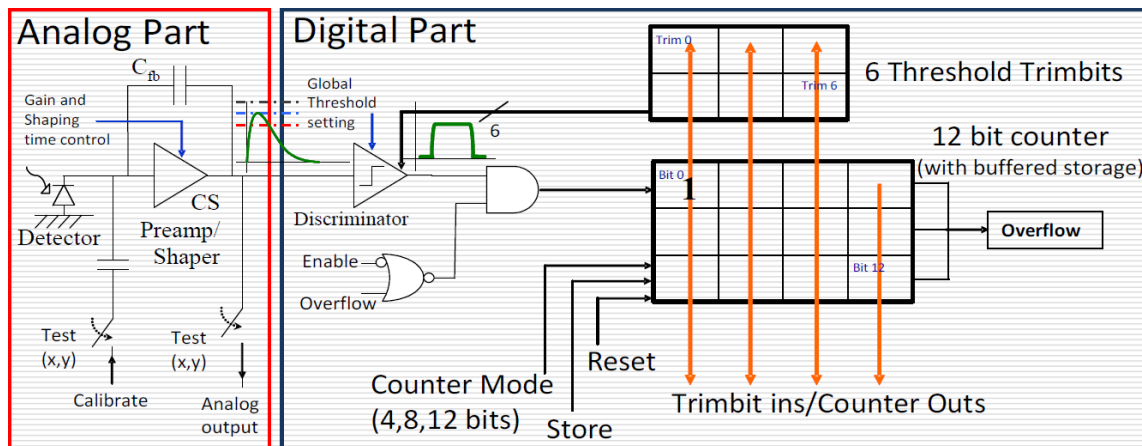 Analog Part
C_fb
Gain and
Shaping
time control
CS
Preamp/
Shaper
Detector
Test
(x,y)
Calibrate
Test
(x,y)
Analog
output
Digital Part
Global
Threshold
setting
6
Discriminator
Enable
Overflow
Trim 0
Trim 6
6 Threshold Trimbits
12 bit counter
(with buffered storage)
Bit 0
1
Bit 12
Overflow
Reset
Counter Mode
(4,8,12 bits)
Store
Trimbit ins/Counter Outs